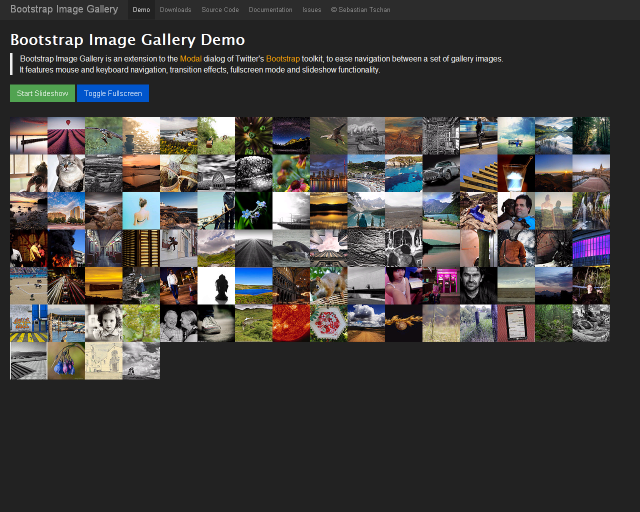 Bootstrap Image Gallery Demo Downloads Source Code Documentation Issues © Sebastian Tschan
Bootstrap Image Gallery Demo
Bootstrap Image Gallery is an extension to the Modal dialog of Twitter's Bootstrap toolkit, to ease navigation between a set of gallery images.
It features mouse and keyboard navigation, transition effects, fullscreen mode and slideshow functionality.
Start Slideshow Toggle Fullscreen